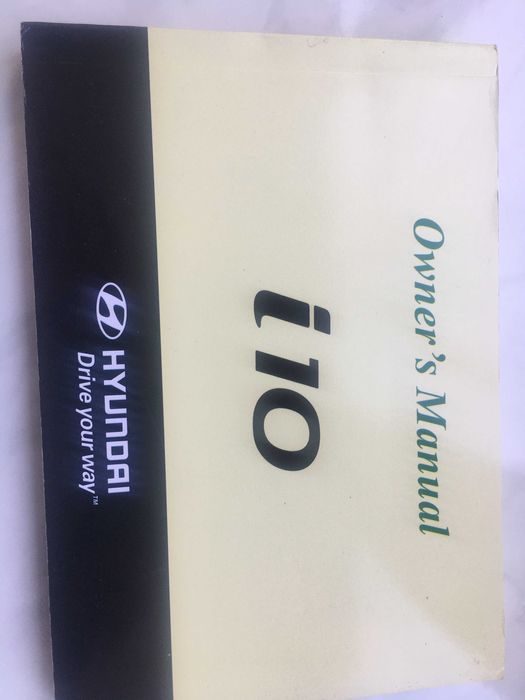 Owner's Manual
i10
HYUNDAI
Drive your way™